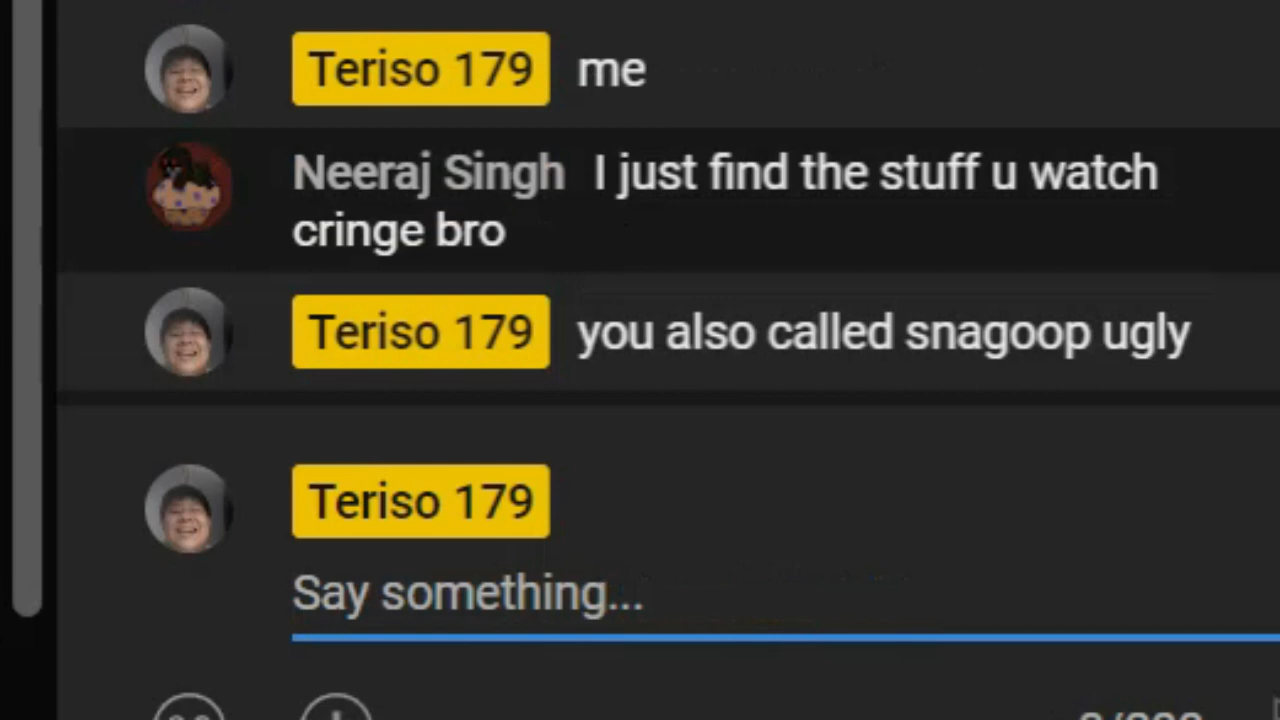 Teriso 179 me
Neeraj Singh I just find the stuff u watch
cringe bro
Teriso 179 you also called snagoop ugly
Teriso 179
Say something...